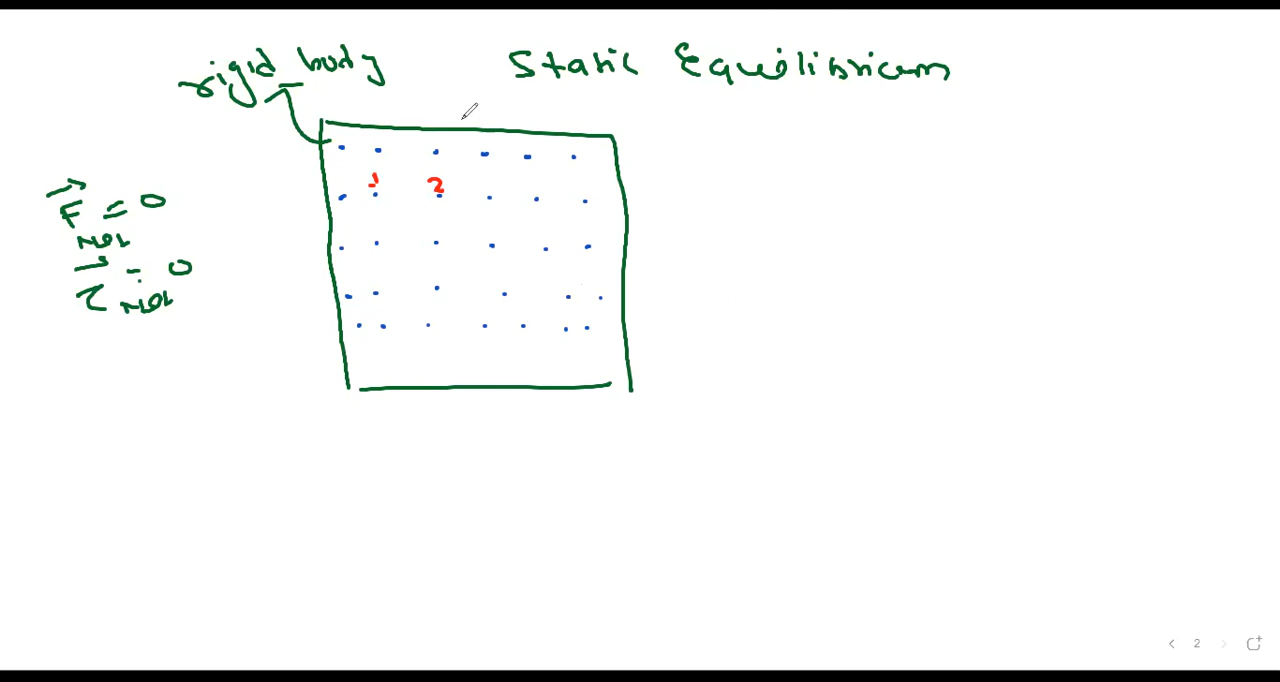 rigid body
Static Equilibrium
F = 0
net
τ net = 0
1 2
2